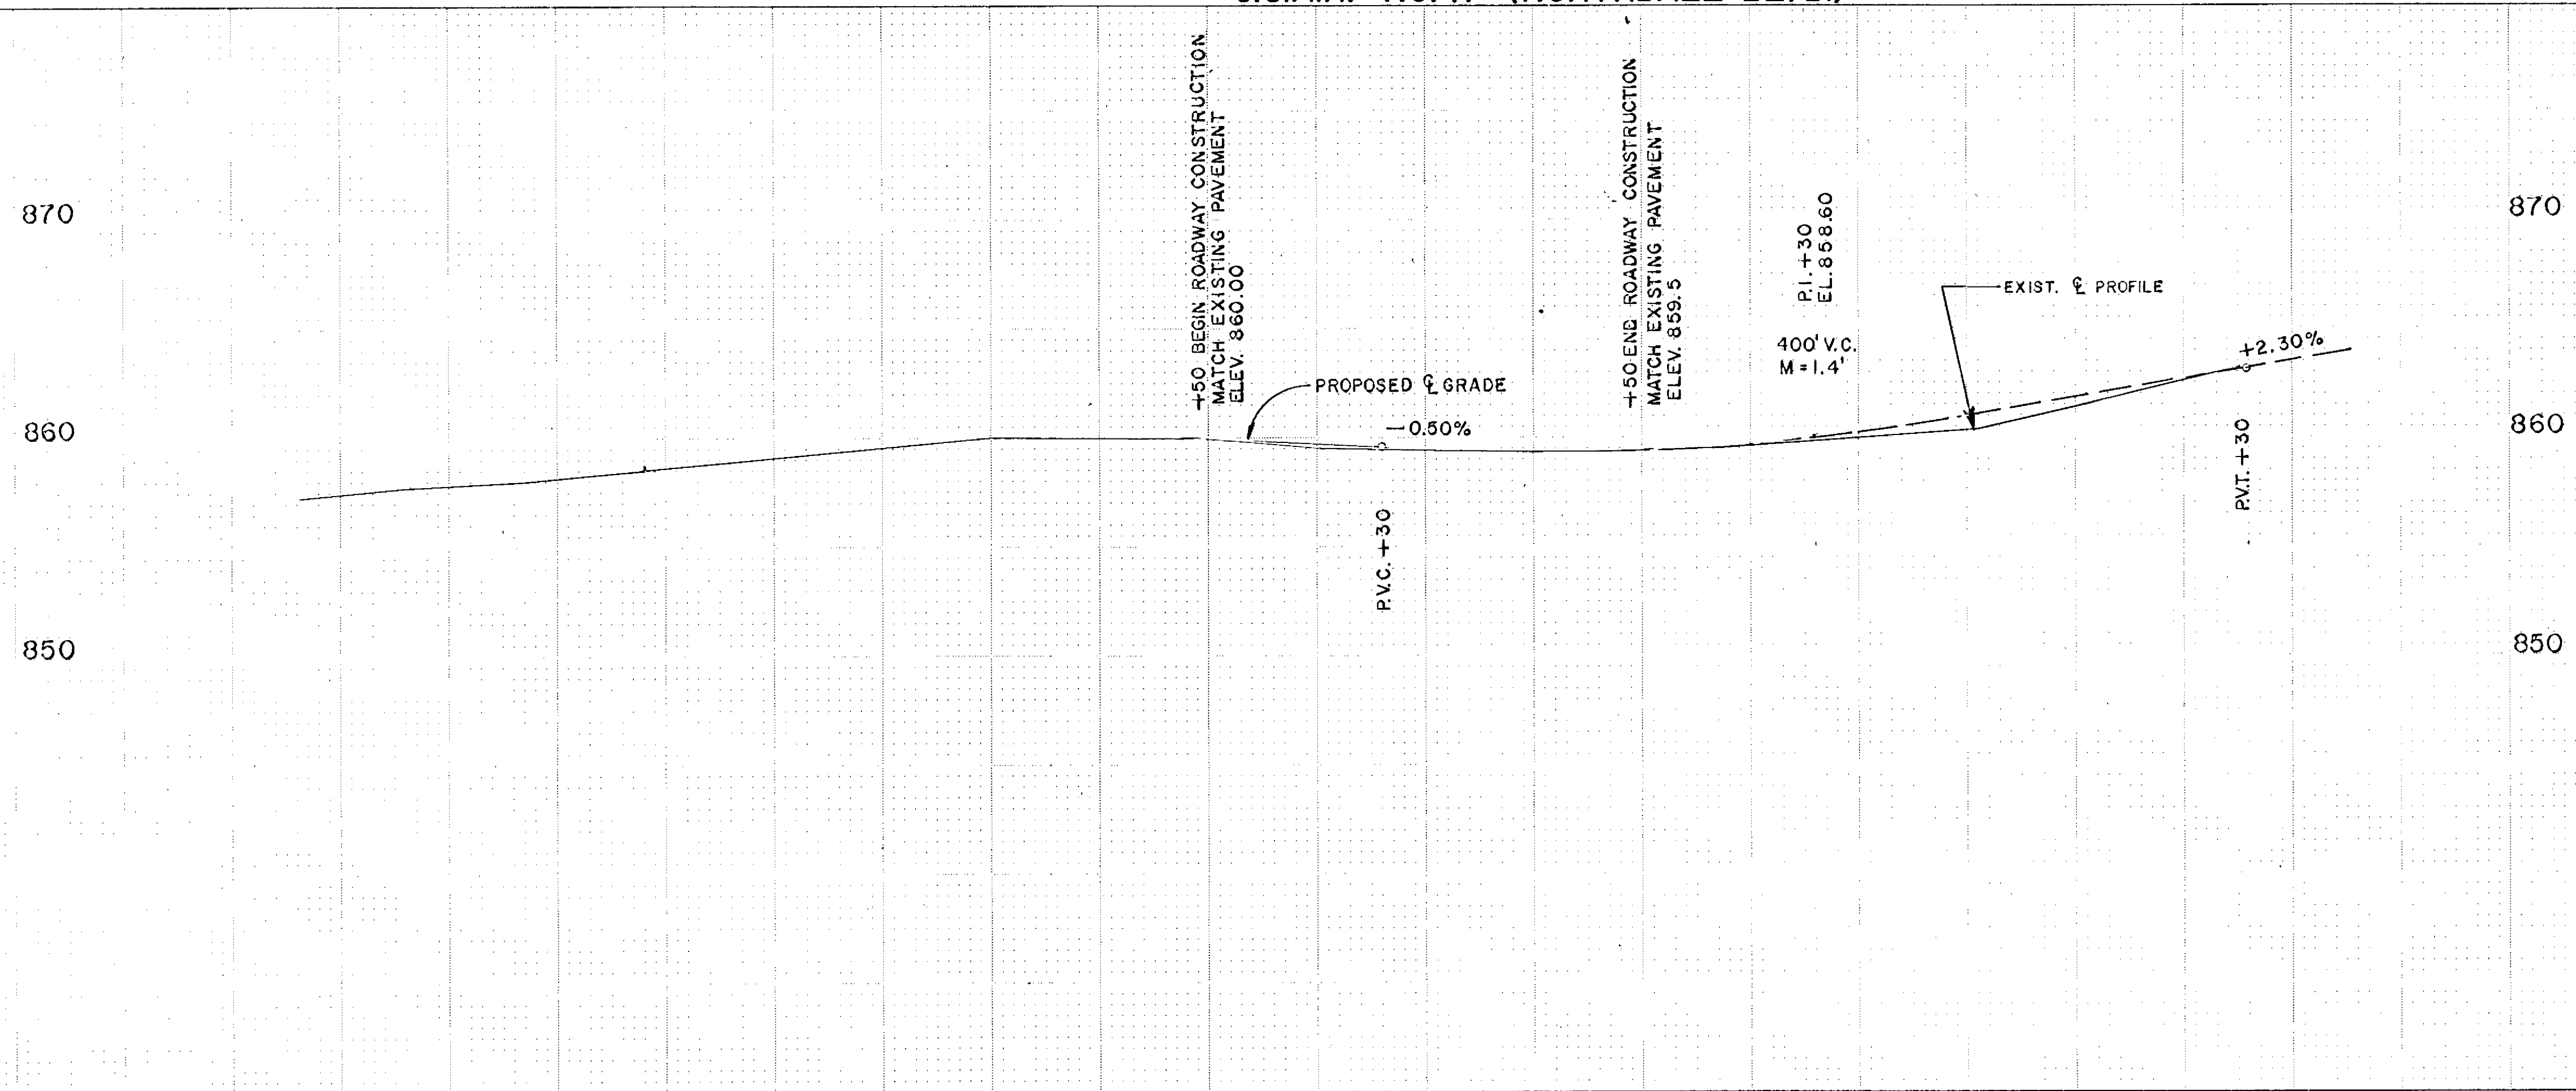 870
860
850
+50 BEGIN ROADWAY CONSTRUCTION
MATCH EXISTING PAVEMENT
ELEV. 860.00
PROPOSED ℄ GRADE
-0.50%
P.V.C. +30
+50 END ROADWAY CONSTRUCTION
MATCH EXISTING PAVEMENT
ELEV. 859.5
P.I. +30
EL. 858.60
400' V.C.
M = 1.4'
EXIST. ℄ PROFILE
+2.30%
P.V.T. +30
870
860
850